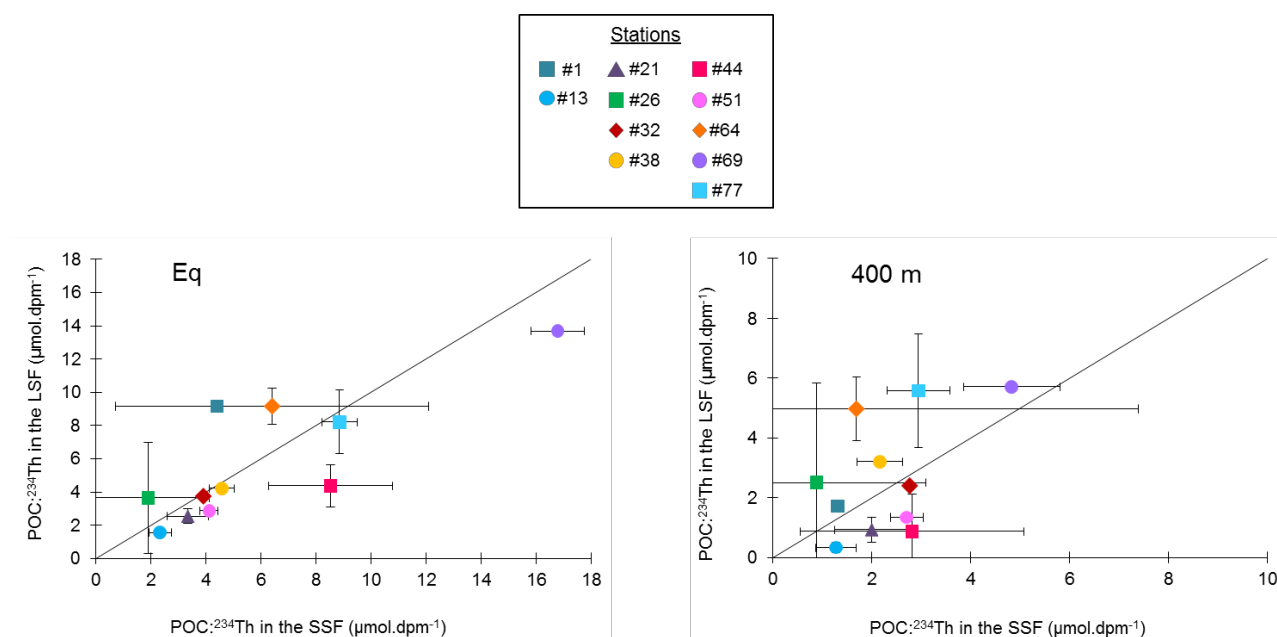 Stations
#1 #21 #44
#13 #26 #51
#32 #64
#38 #69
#77
Eq
POC:²³⁴Th in the LSF (µmol.dpm⁻¹)
18
16
14
12
10
8
6
4
2
0
0 2 4 6 8 10 12 14 16 18
POC:²³⁴Th in the SSF (µmol.dpm⁻¹)
400 m
POC:²³⁴Th in the LSF (µmol.dpm⁻¹)
10
8
6
4
2
0
0 2 4 6 8 10
POC:²³⁴Th in the SSF (µmol.dpm⁻¹)